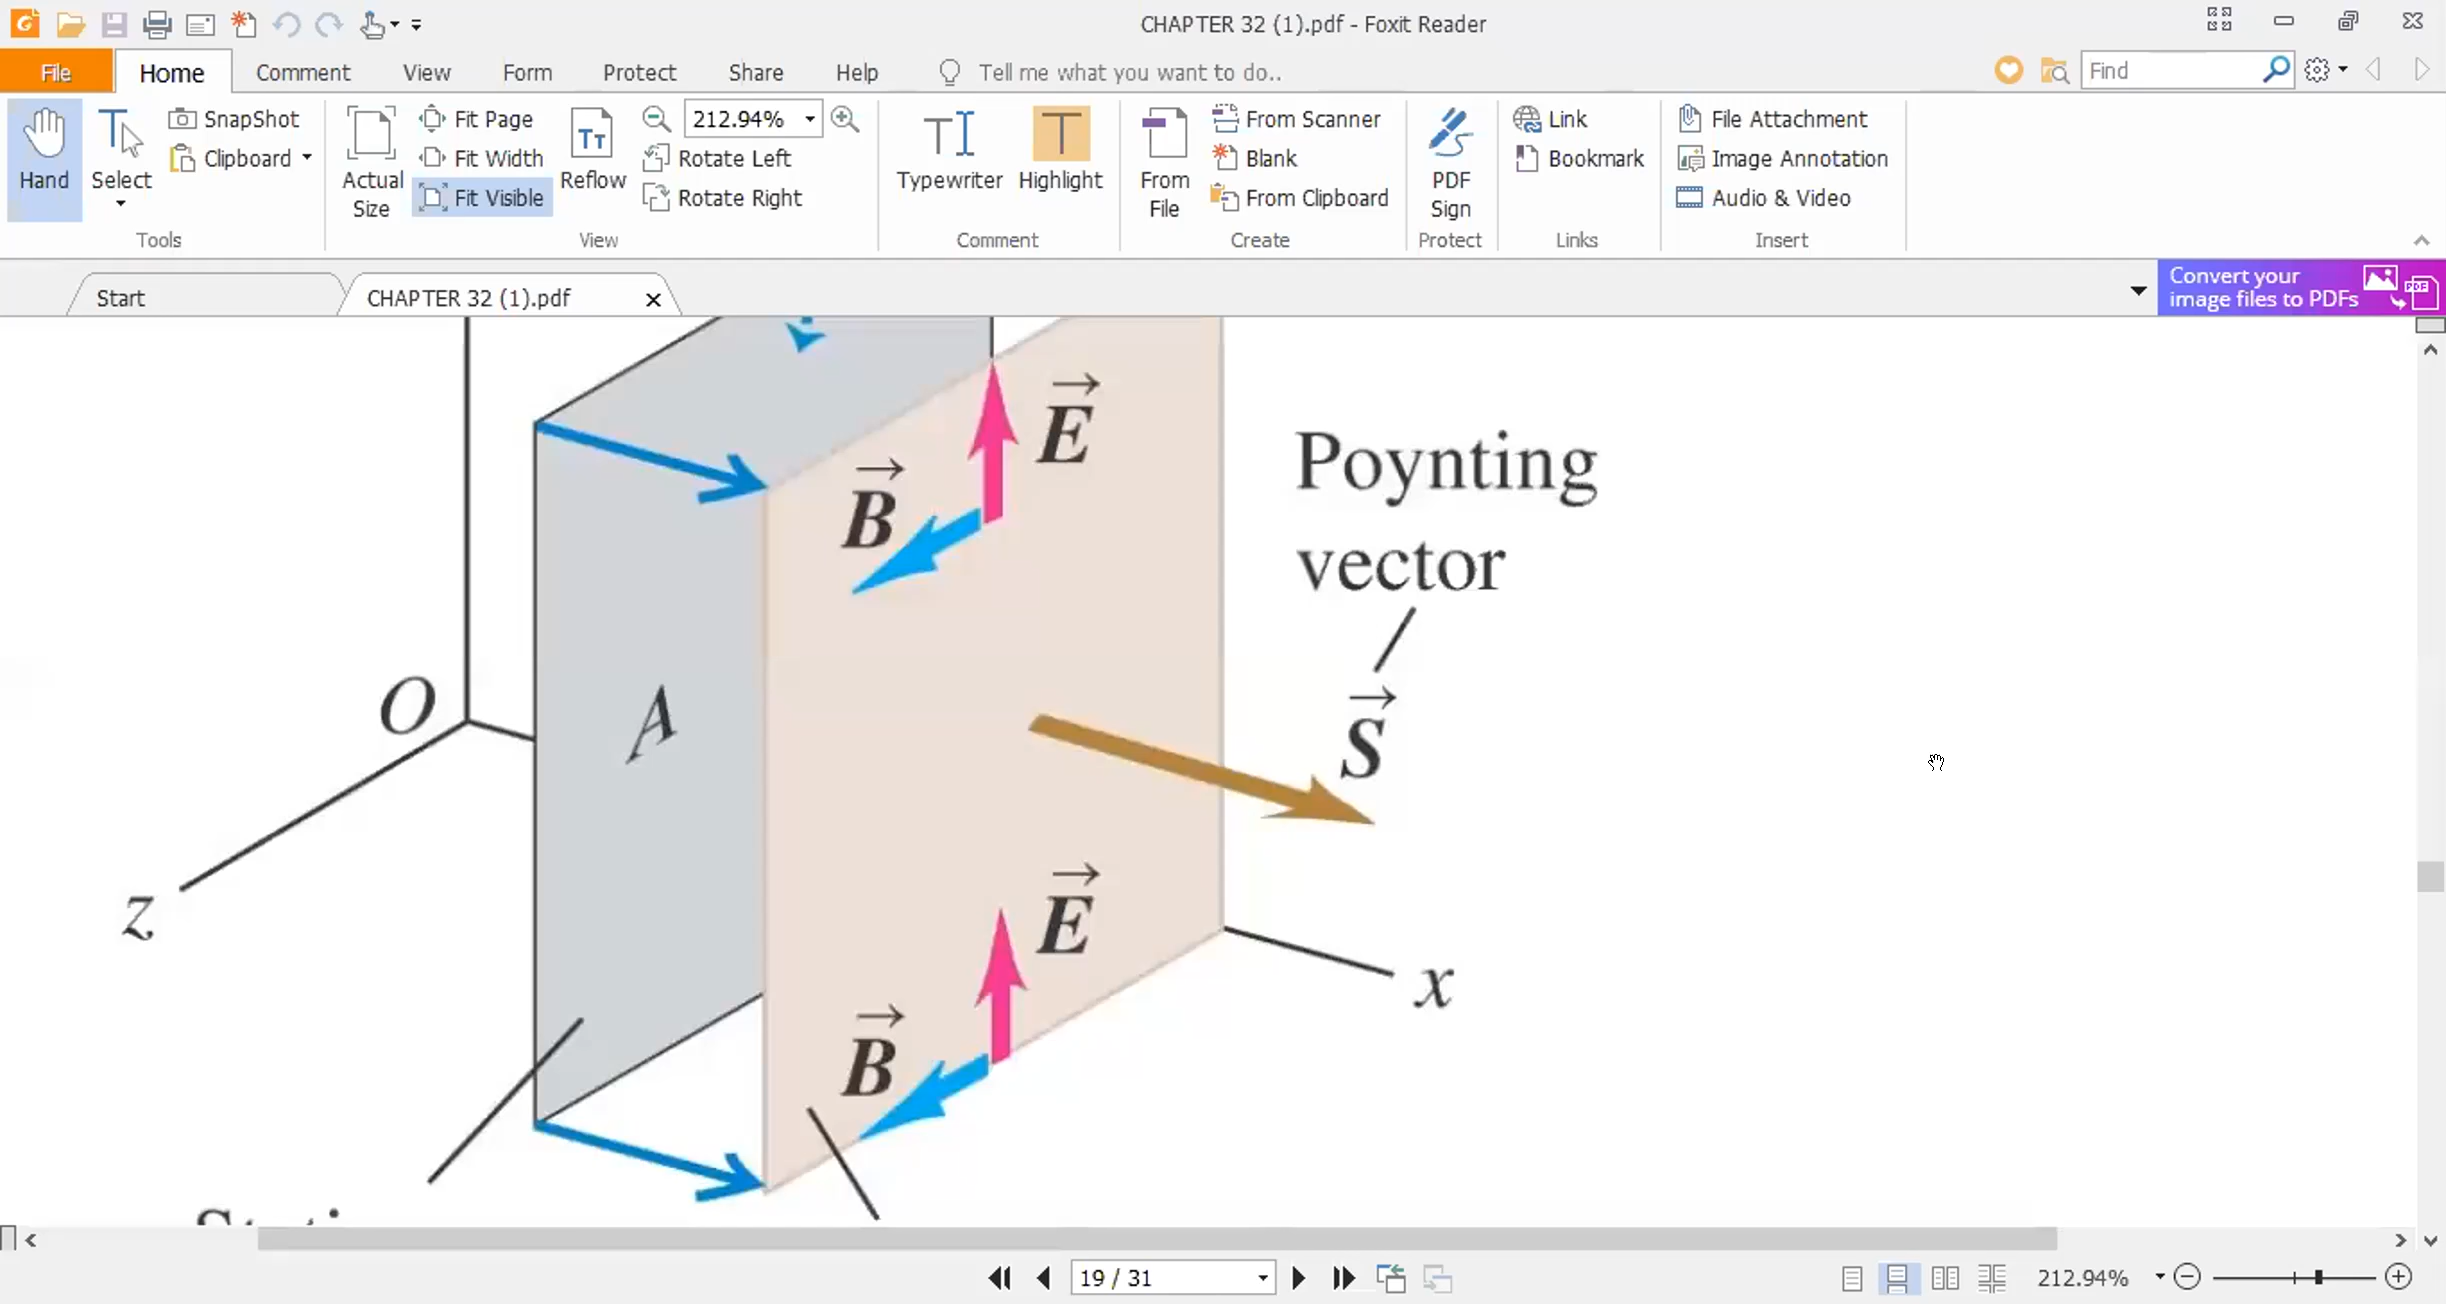 CHAPTER 32 (1).pdf - Foxit Reader
File Home Comment View Form Protect Share Help Tell me what you want to do.. Find
Hand
Select
SnapShot
Clipboard
Tools
Actual Size
Fit Page
Fit Width
Fit Visible
Reflow
212.94%
Rotate Left
Rotate Right
View
Typewriter
Highlight
Comment
From File
From Scanner
Blank
From Clipboard
Create
PDF Sign
Protect
Link
Bookmark
Links
File Attachment
Image Annotation
Audio & Video
Insert
Start
CHAPTER 32 (1).pdf
Convert your
image files to PDFs
PDF
E
B
Poynting
vector
S
O
A
z
E
B
x
19 / 31
212.94%